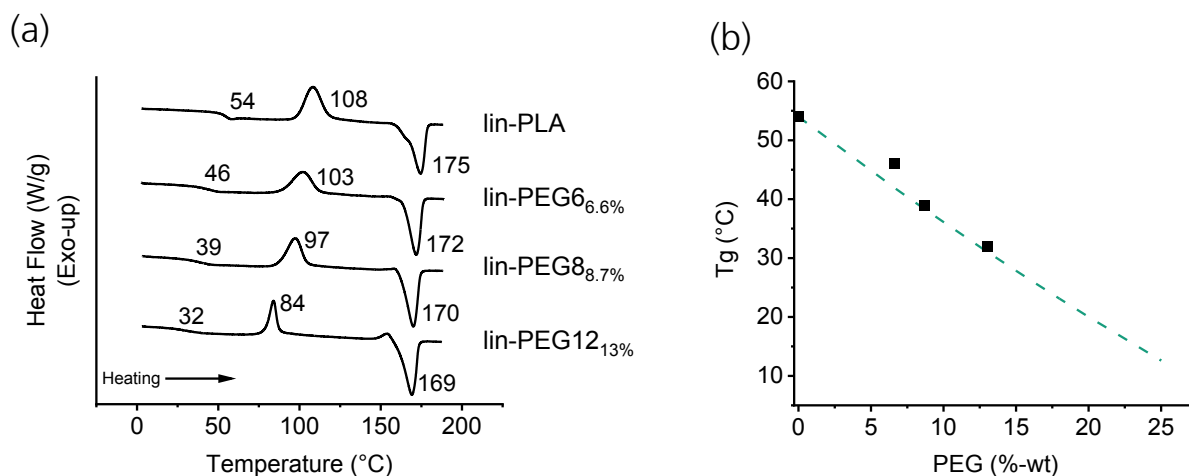 (a)
Heat Flow (W/g)
(Exo-up)
54
108
175
lin-PLA
46
103
172
lin-PEG6₆.₆%
39
97
170
lin-PEG8₈.₇%
32
84
169
lin-PEG12₁₃%
Heating
0 50 100 150 200
Temperature (°C)
(b)
Tg (°C)
60
50
40
30
20
10
0 5 10 15 20 25
PEG (%-wt)